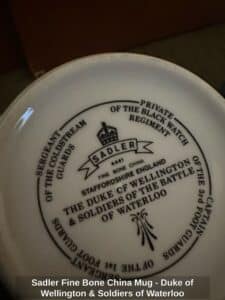 PRIVATE
OF THE BLACK WATCH
REGIMENT
SERGEANT
OF THE COLDSTREAM
GUARDS
SADLER
FINE BONE CHINA
STAFFORDSHIRE ENGLAND
THE DUKE OF WELLINGTON
& SOLDIERS OF THE BATTLE
OF WATERLOO
CAPTAIN
OF THE 3rd FOOT GUARDS
SERGEANT
OF THE 1st FOOT GUARDS
Sadler Fine Bone China Mug - Duke of
Wellington & Soldiers of Waterloo